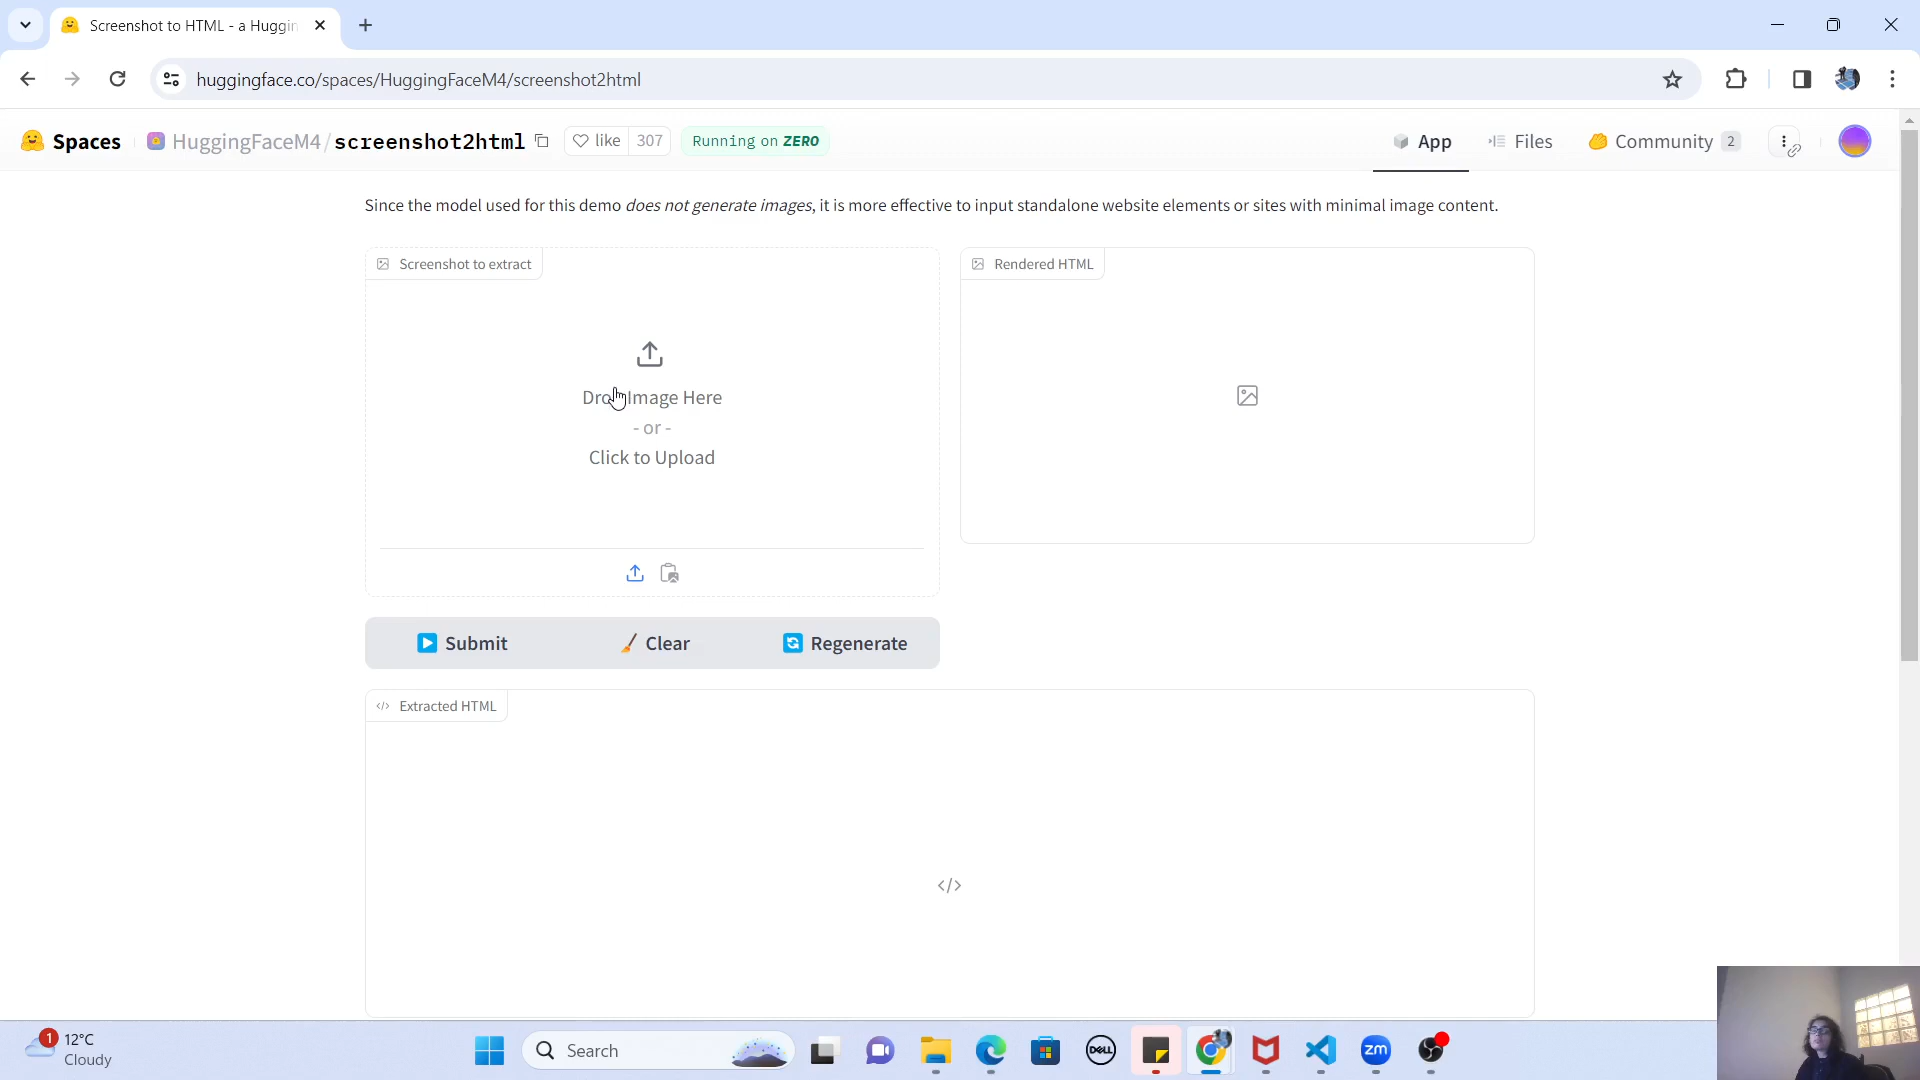 Screenshot to HTML - a Huggin
huggingface.co/spaces/HuggingFaceM4/screenshot2html
Spaces HuggingFaceM4/screenshot2html like 307 Running on ZERO App Files Community 2
Since the model used for this demo does not generate images, it is more effective to input standalone website elements or sites with minimal image content.
Screenshot to extract
Rendered HTML
Drop Image Here
- or -
Click to Upload
Submit Clear Regenerate
</> Extracted HTML
</>
1 12°C
Cloudy
Search
DELL
zm